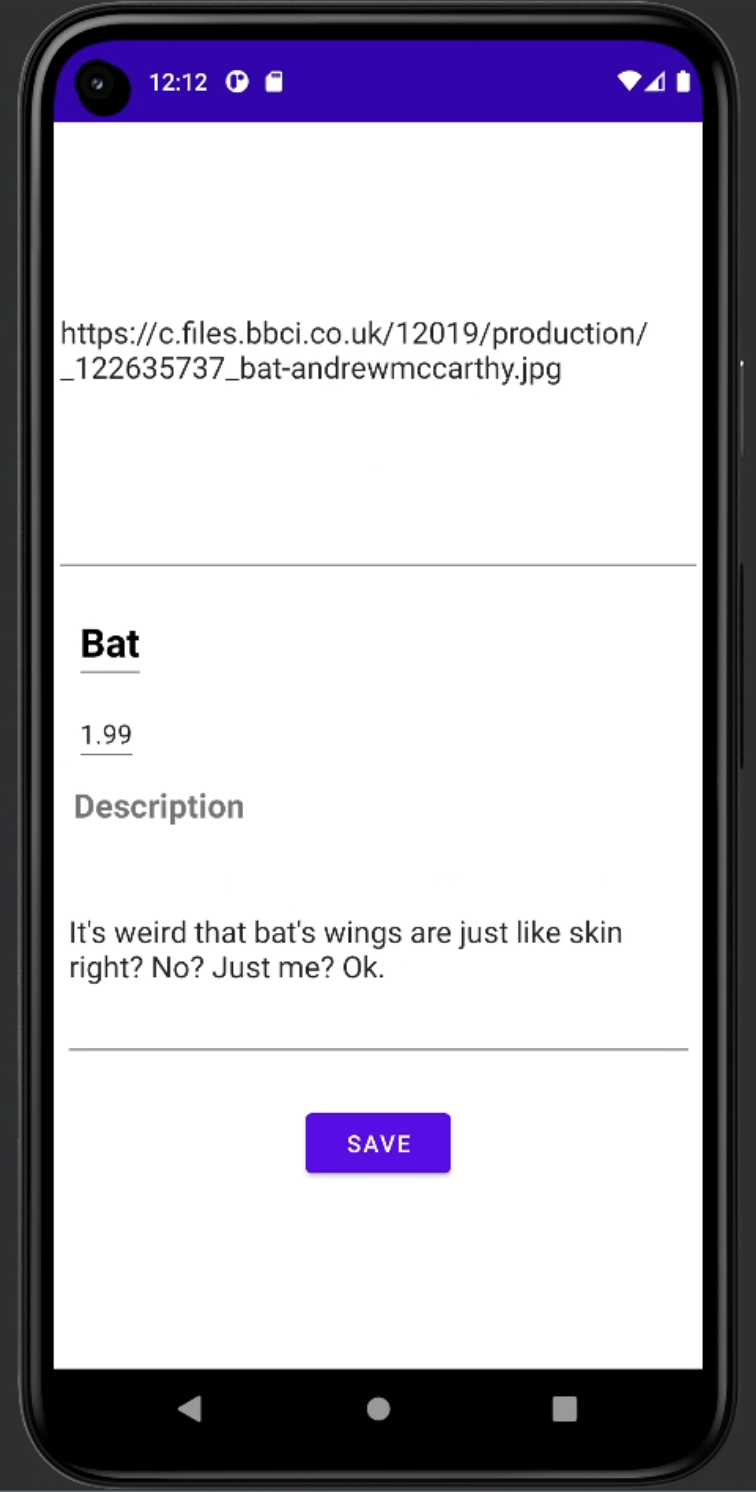 12:12
https://c.files.bbci.co.uk/12019/production/
_122635737_bat-andrewmccarthy.jpg
Bat
1.99
Description
It's weird that bat's wings are just like skin
right? No? Just me? Ok.
SAVE